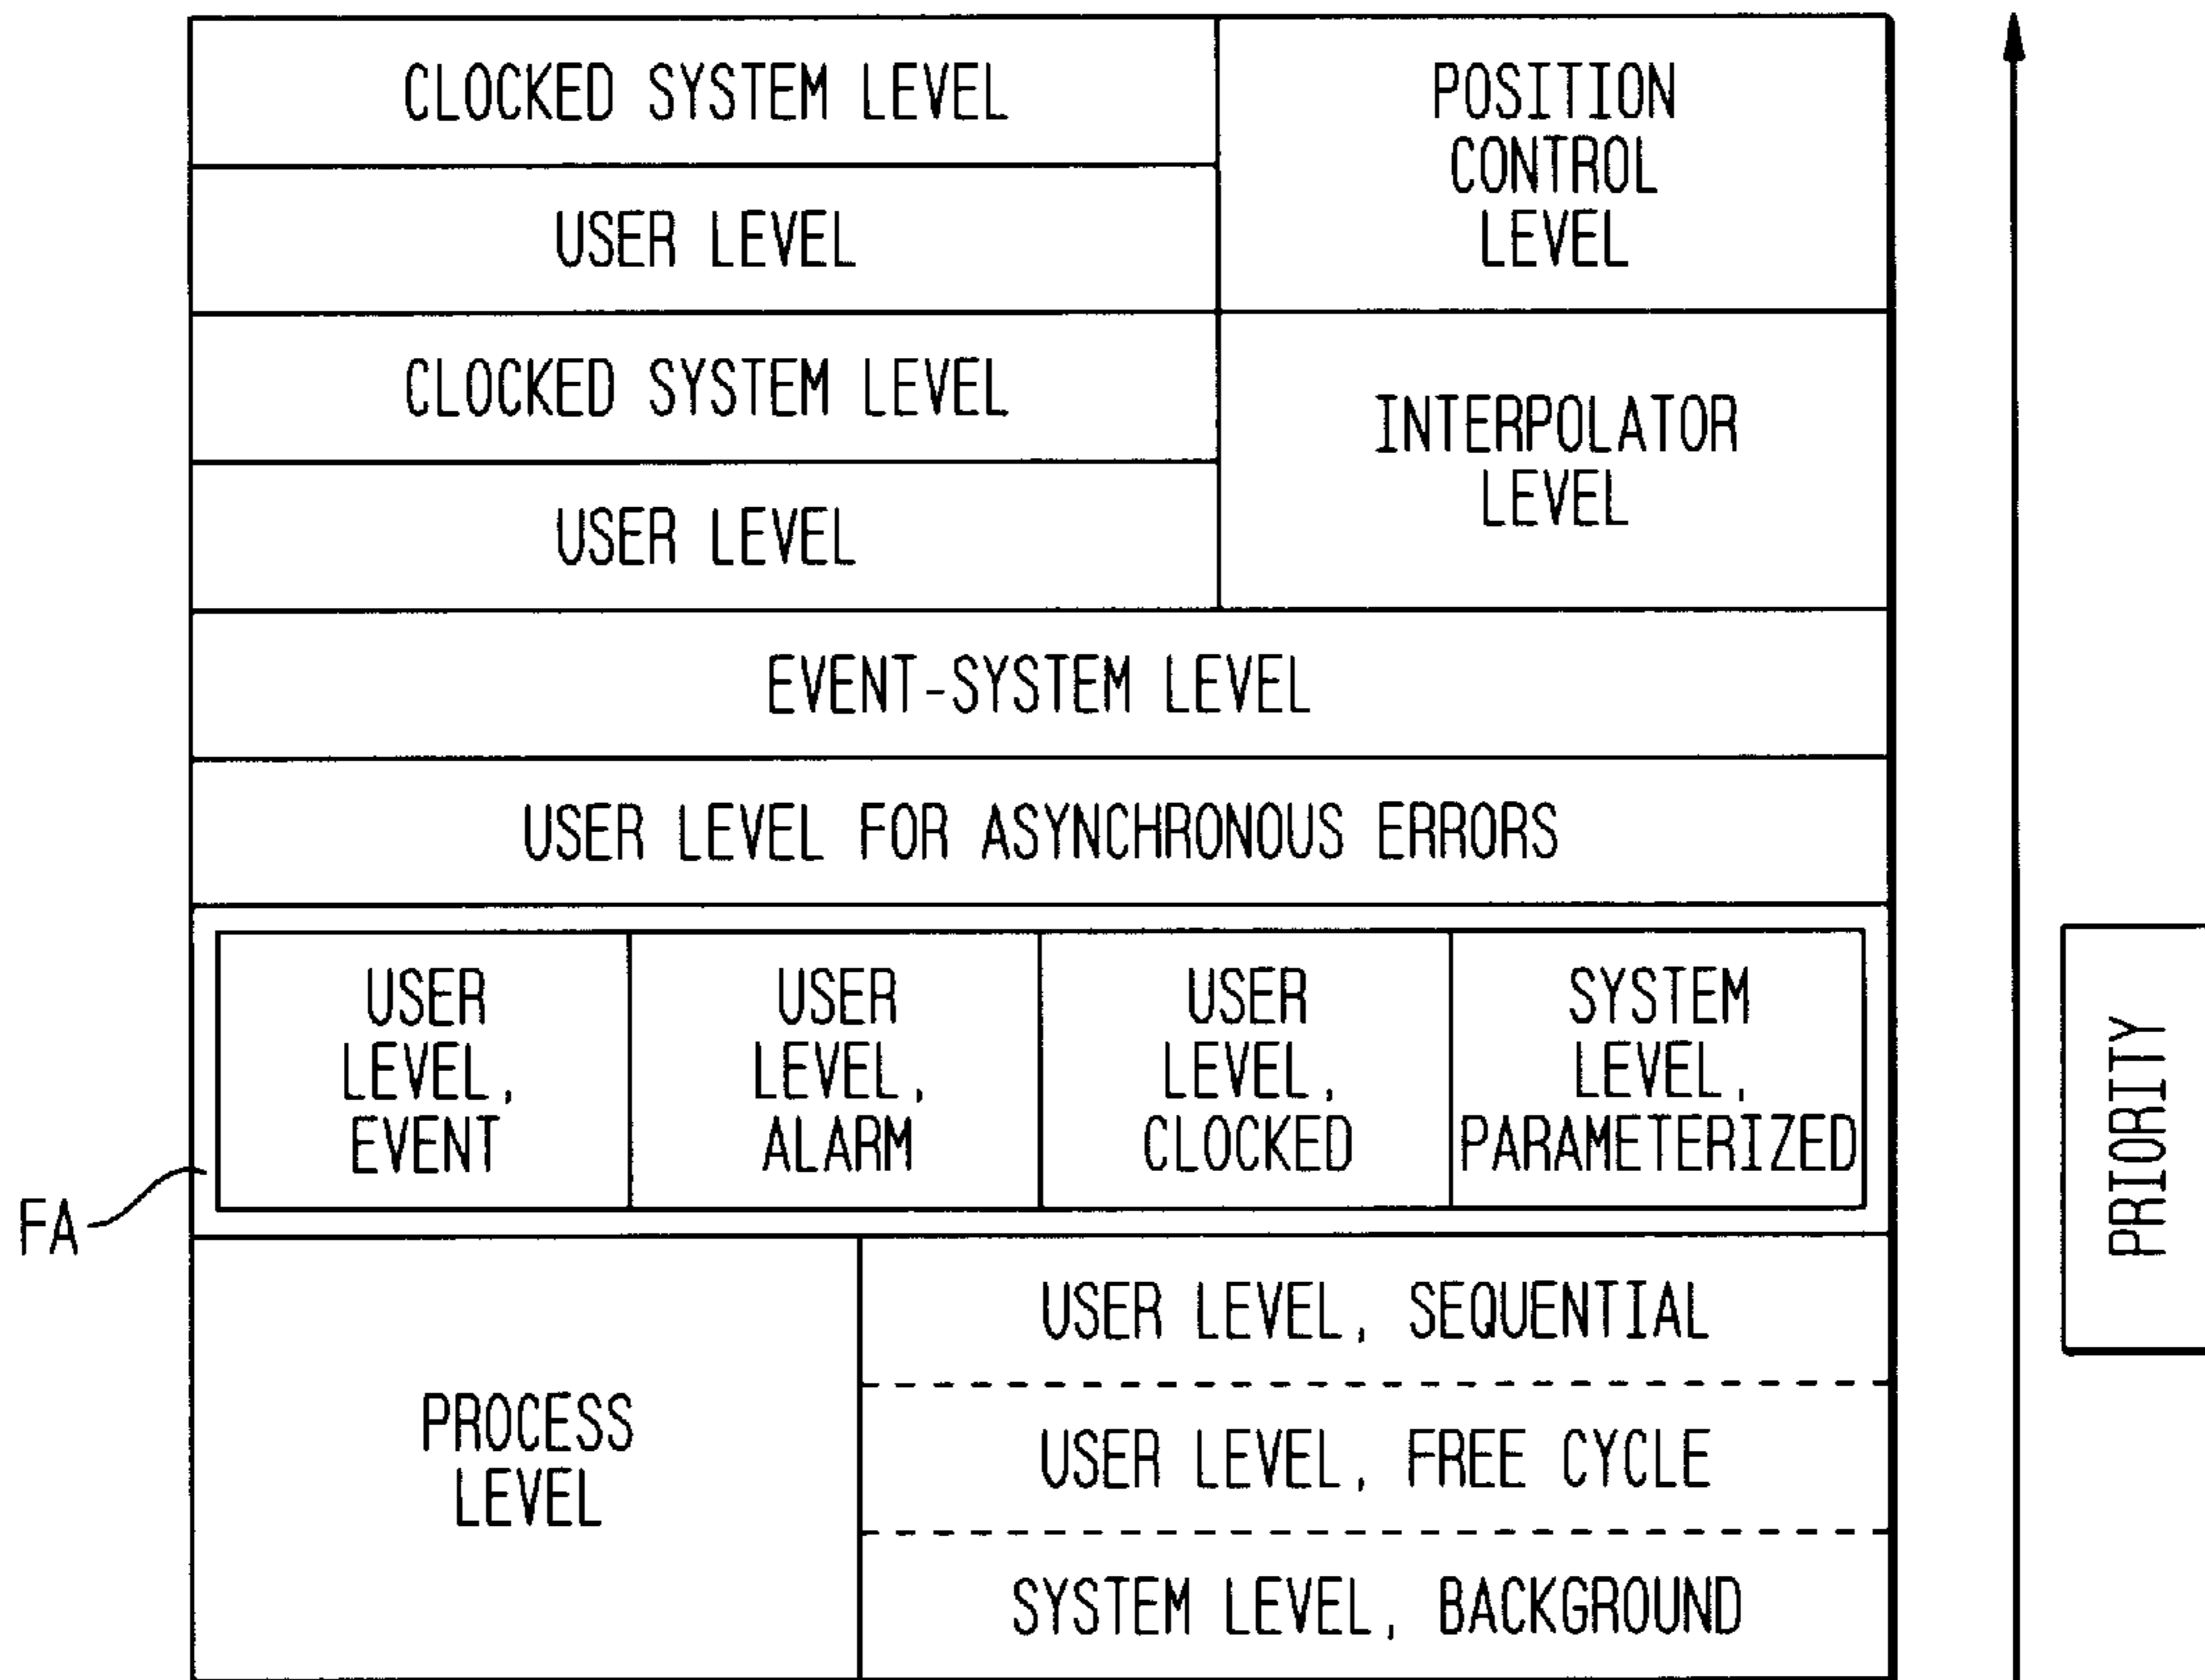 CLOCKED SYSTEM LEVEL
USER LEVEL
POSITION
CONTROL
LEVEL
CLOCKED SYSTEM LEVEL
USER LEVEL
INTERPOLATOR
LEVEL
EVENT-SYSTEM LEVEL
USER LEVEL FOR ASYNCHRONOUS ERRORS
USER
LEVEL,
EVENT
USER
LEVEL,
ALARM
USER
LEVEL,
CLOCKED
SYSTEM
LEVEL,
PARAMETERIZED
FA
PROCESS
LEVEL
USER LEVEL, SEQUENTIAL
USER LEVEL, FREE CYCLE
SYSTEM LEVEL, BACKGROUND
PRIORITY